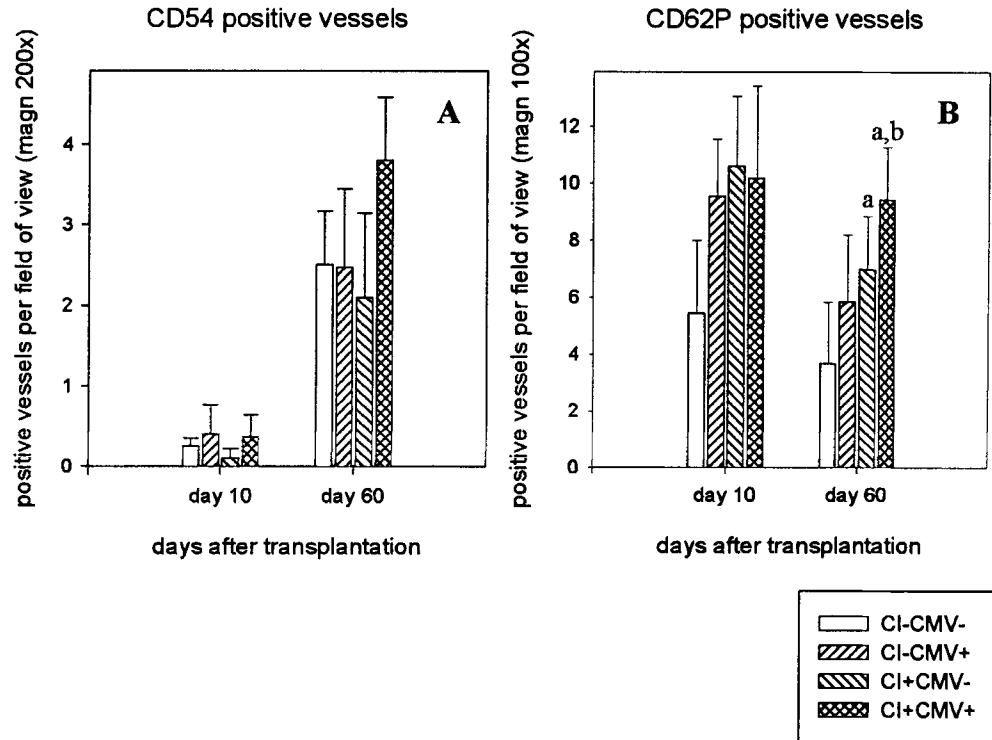 CD54 positive vessels
positive vessels per field of view (magn 200x)
A
4
3
2
1
0
day 10
day 60
days after transplantation
CD62P positive vessels
positive vessels per field of view (magn 100x)
B
a,b
a
12
10
8
6
4
2
0
day 10
day 60
days after transplantation
CI-CMV-
CI-CMV+
CI+CMV-
CI+CMV+